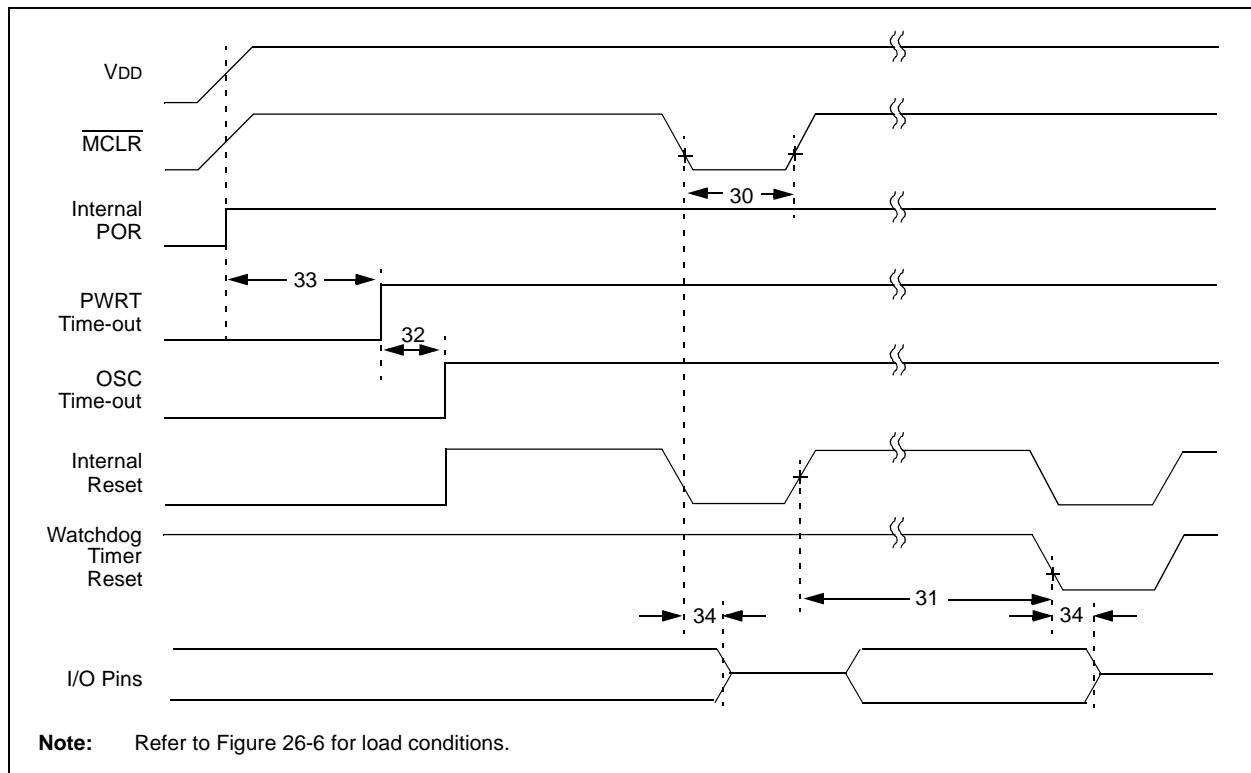 VDD
MCLR
30
Internal
POR
33
PWRT
Time-out
32
OSC
Time-out
Internal
Reset
Watchdog
Timer
Reset
31
34
34
I/O Pins
Note: Refer to Figure 26-6 for load conditions.